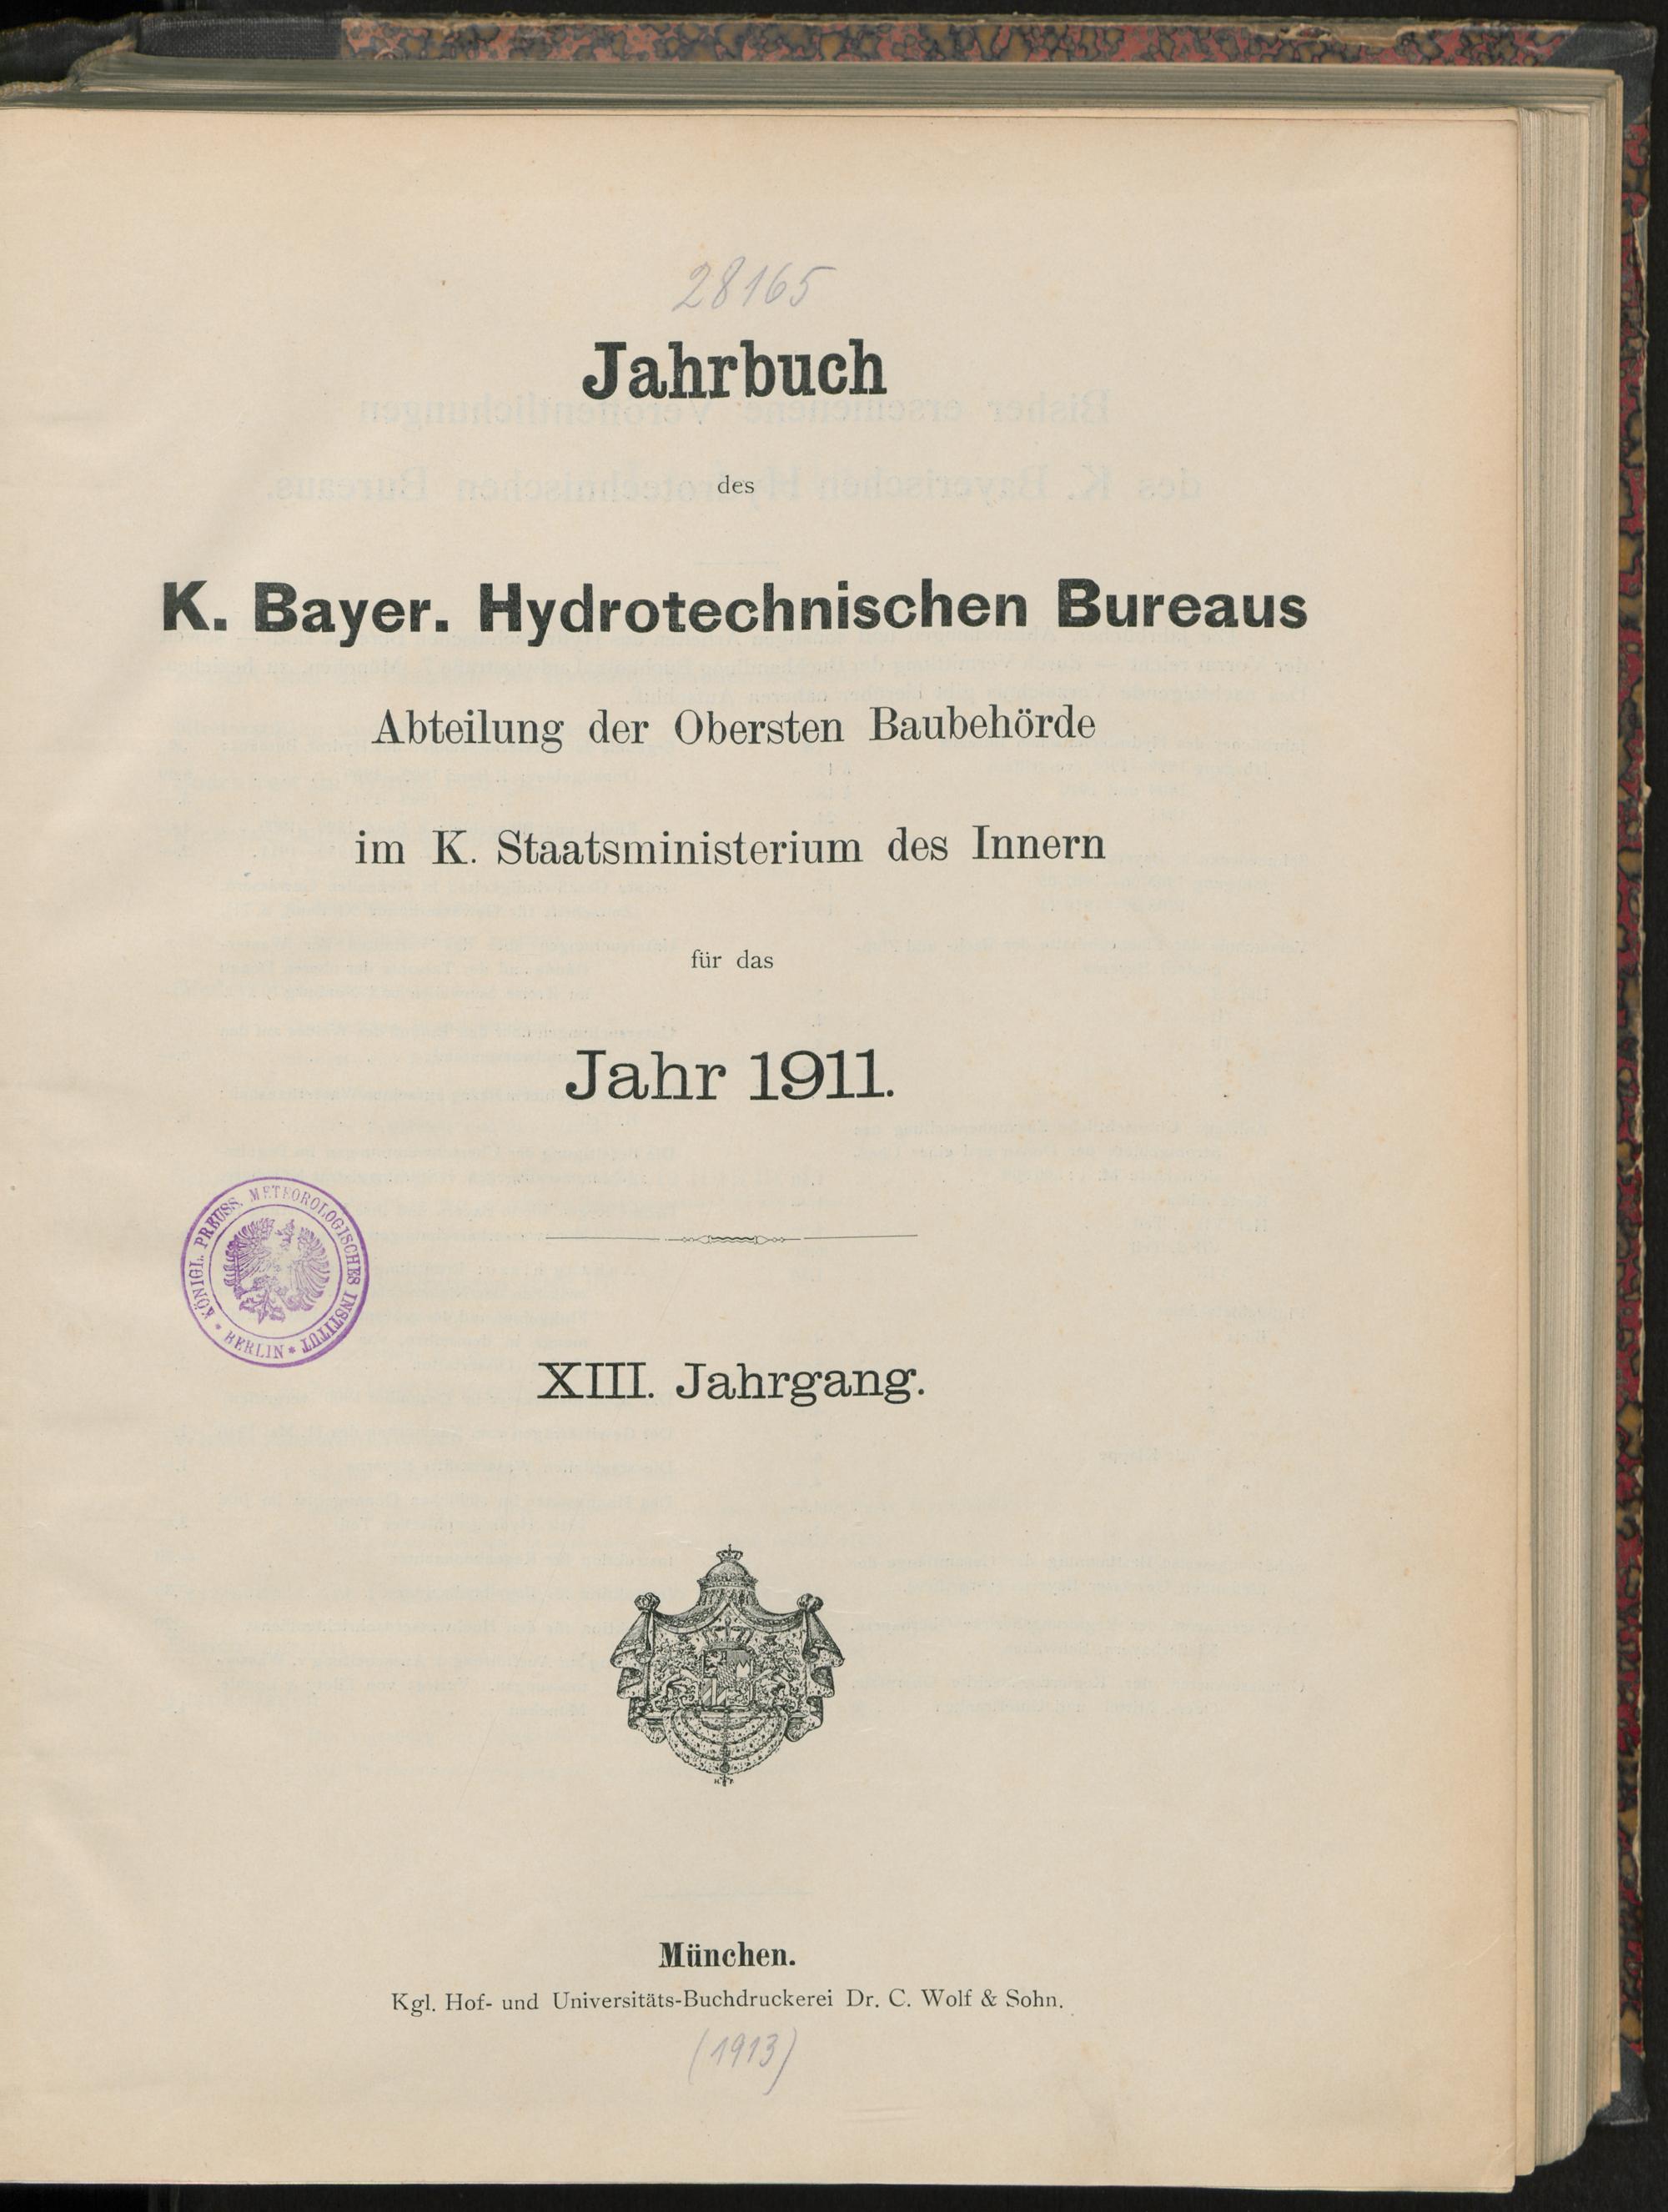 28165
Jahrbuch
des
K. Bayer. Hydrotechnischen Bureaus
Abteilung der Obersten Baubehörde
im K. Staatsministerium des Innern
für das
Jahr 1911.
KÖNIGL. PREUSS. METEOROLOGISCHES INSTITUT
* BERLIN *
XIII. Jahrgang.
München.
Kgl. Hof- und Universitäts-Buchdruckerei Dr. C. Wolf & Sohn.
(1913)